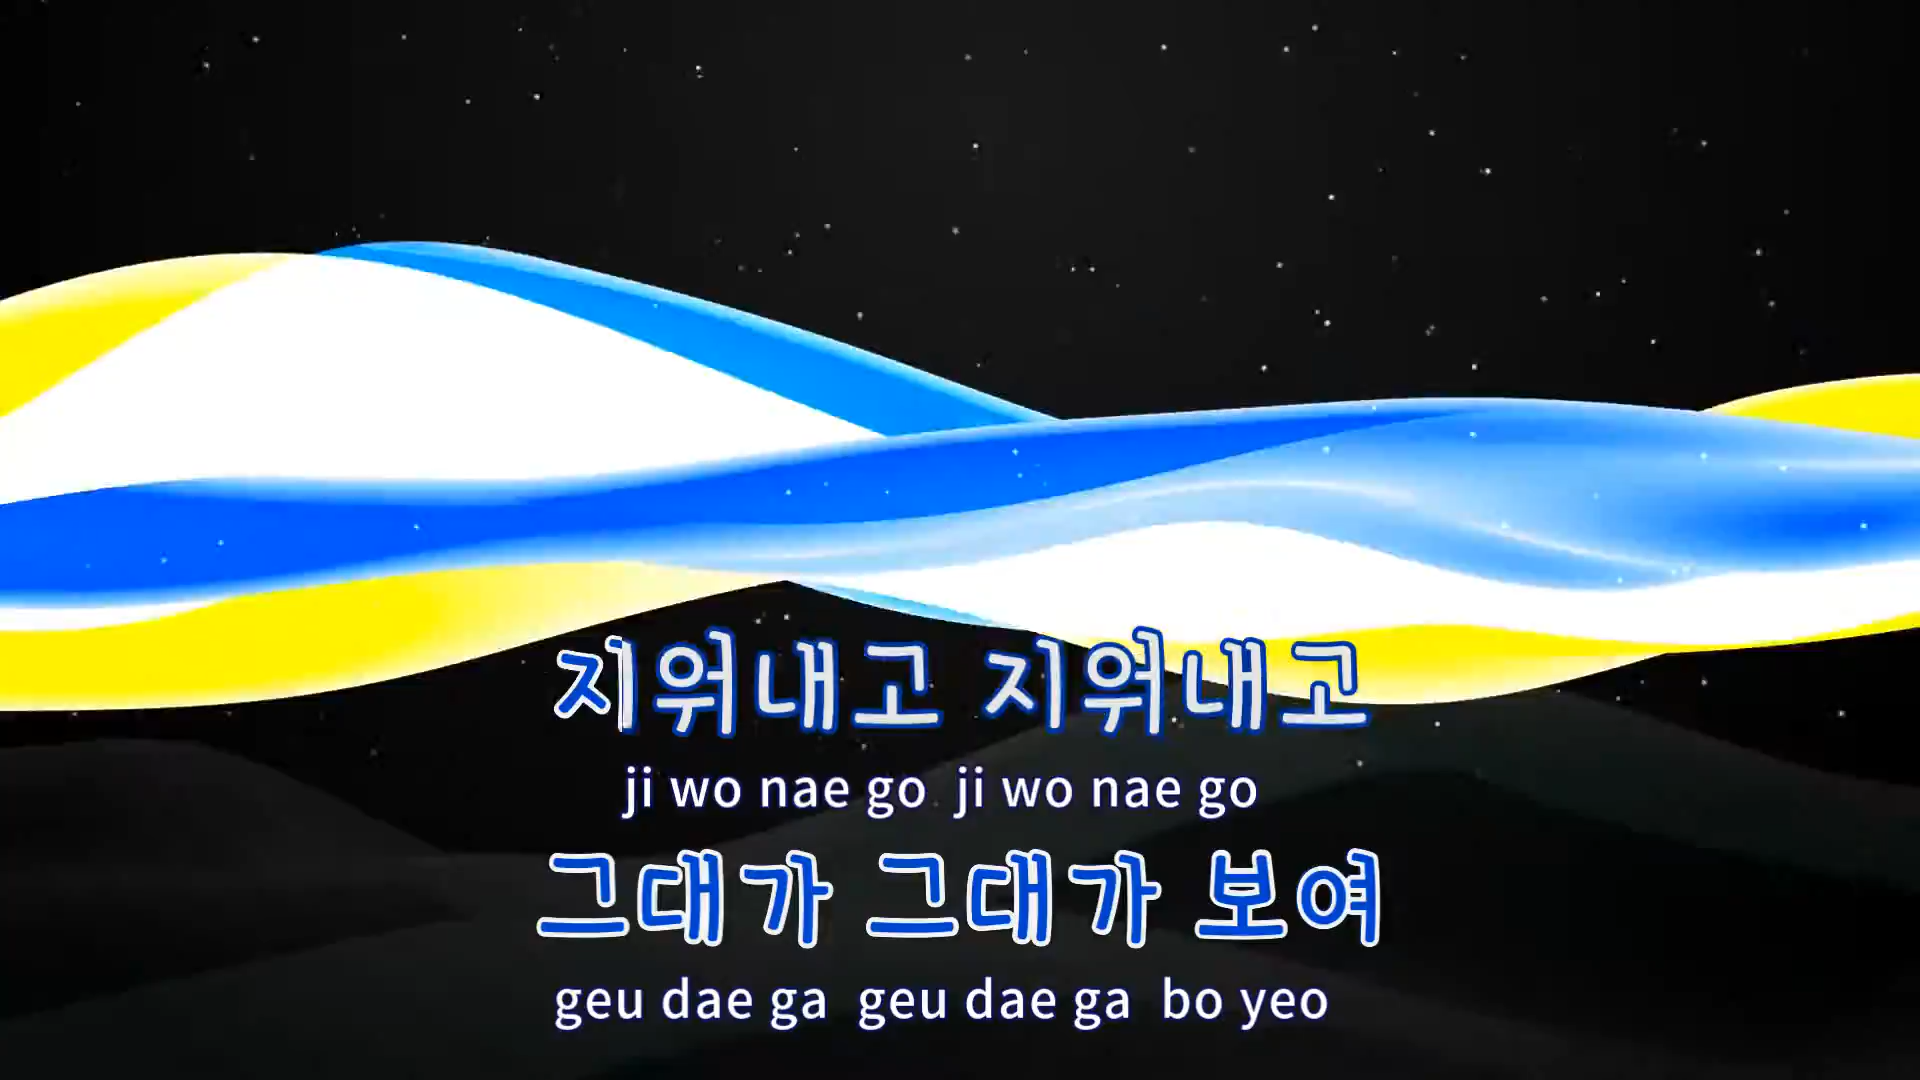 지워내고 지워내고
ji wo nae go ji wo nae go
그대가 그대가 보여
geu dae ga geu dae ga bo yeo